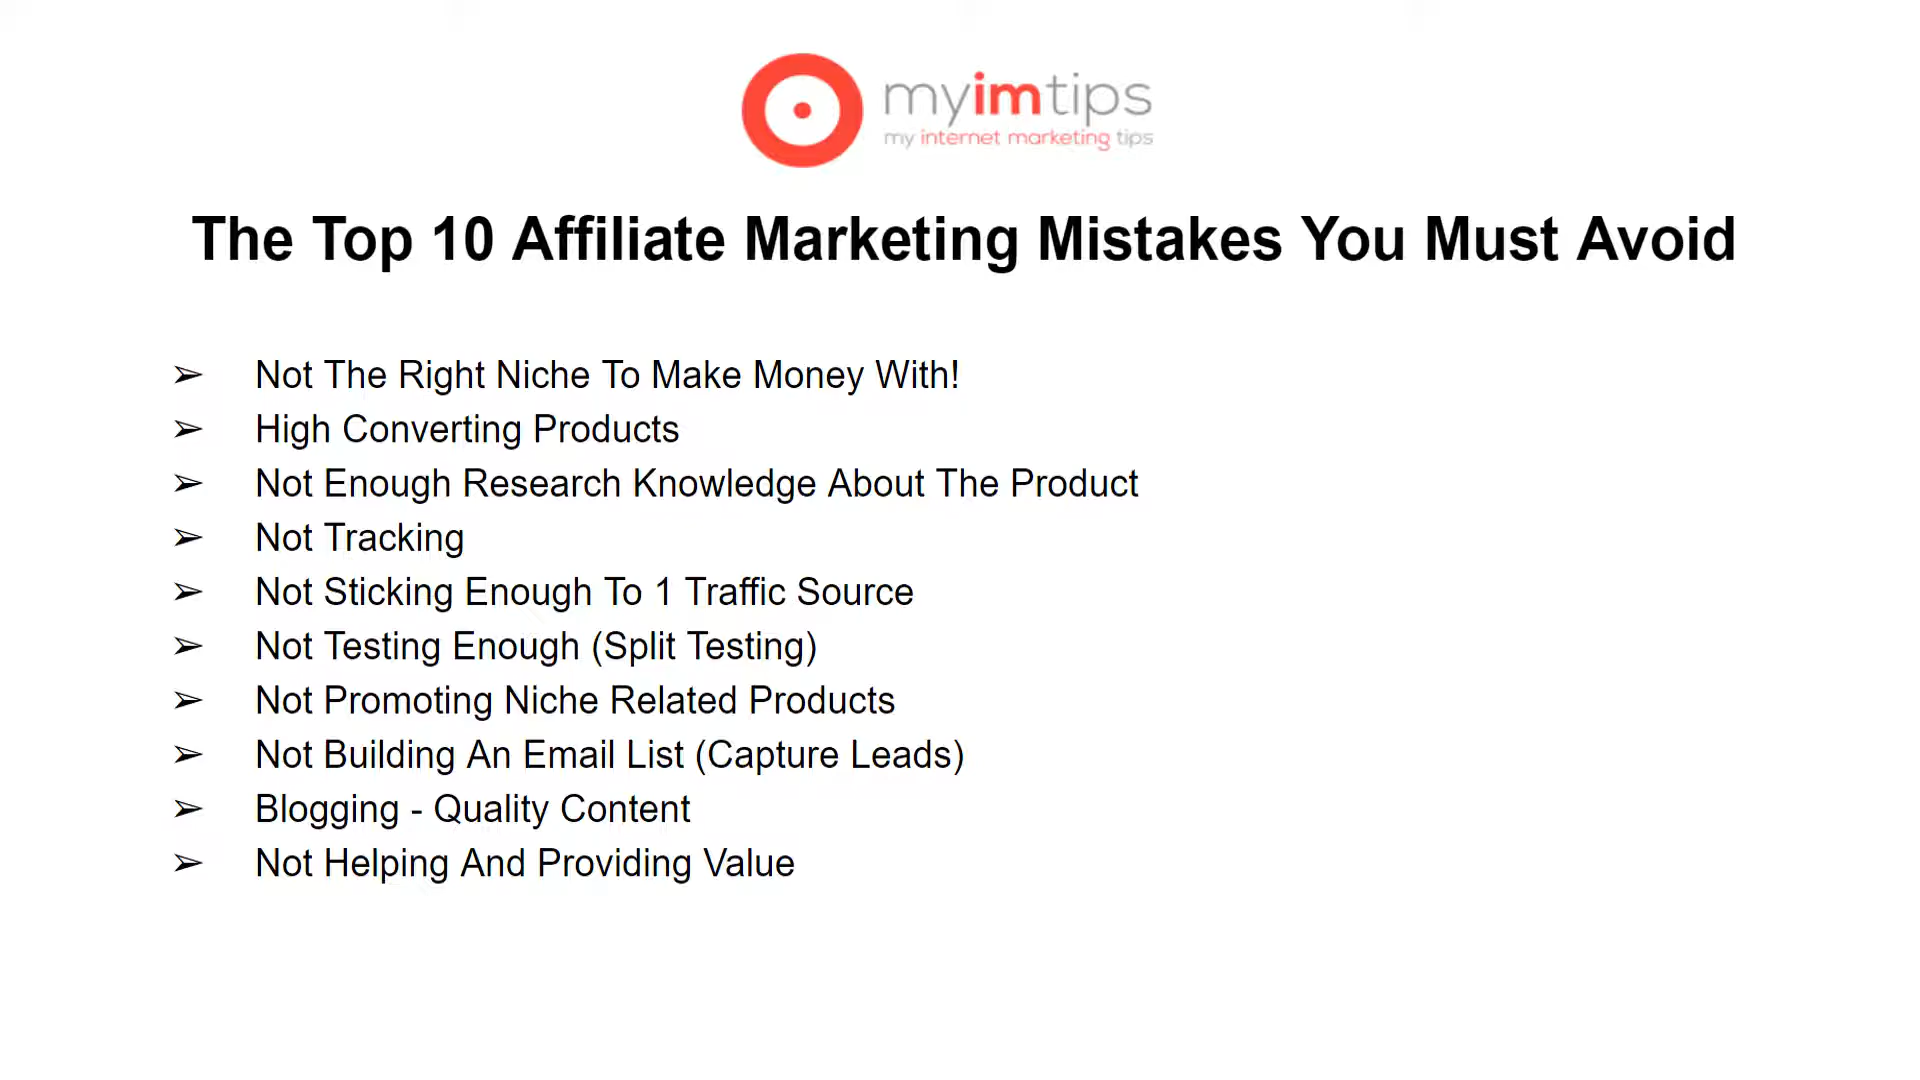 myimtips
my internet marketing tips
The Top 10 Affiliate Marketing Mistakes You Must Avoid
➢ Not The Right Niche To Make Money With!
➢ High Converting Products
➢ Not Enough Research Knowledge About The Product
➢ Not Tracking
➢ Not Sticking Enough To 1 Traffic Source
➢ Not Testing Enough (Split Testing)
➢ Not Promoting Niche Related Products
➢ Not Building An Email List (Capture Leads)
➢ Blogging - Quality Content
➢ Not Helping And Providing Value